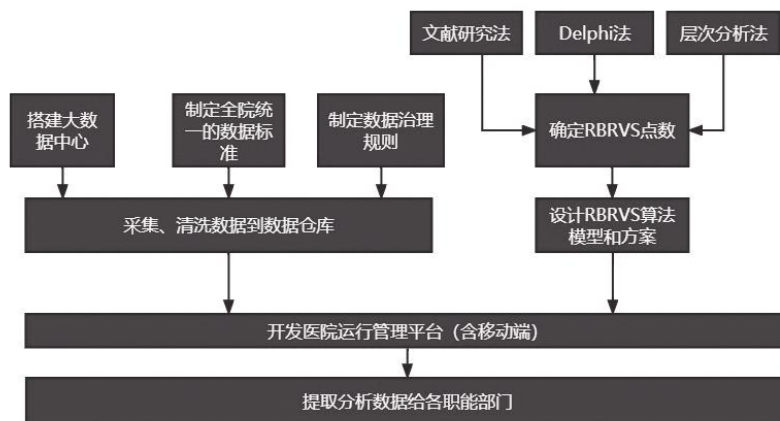 文献研究法
Delphi法
层次分析法
搭建大数
据中心
制定全院统
一的数据标
准
制定数据治理
规则
确定RBRVS点数
采集、清洗数据到数据仓库
设计RBRVS算法
模型和方案
开发医院运行管理平台（含移动端）
提取分析数据给各职能部门